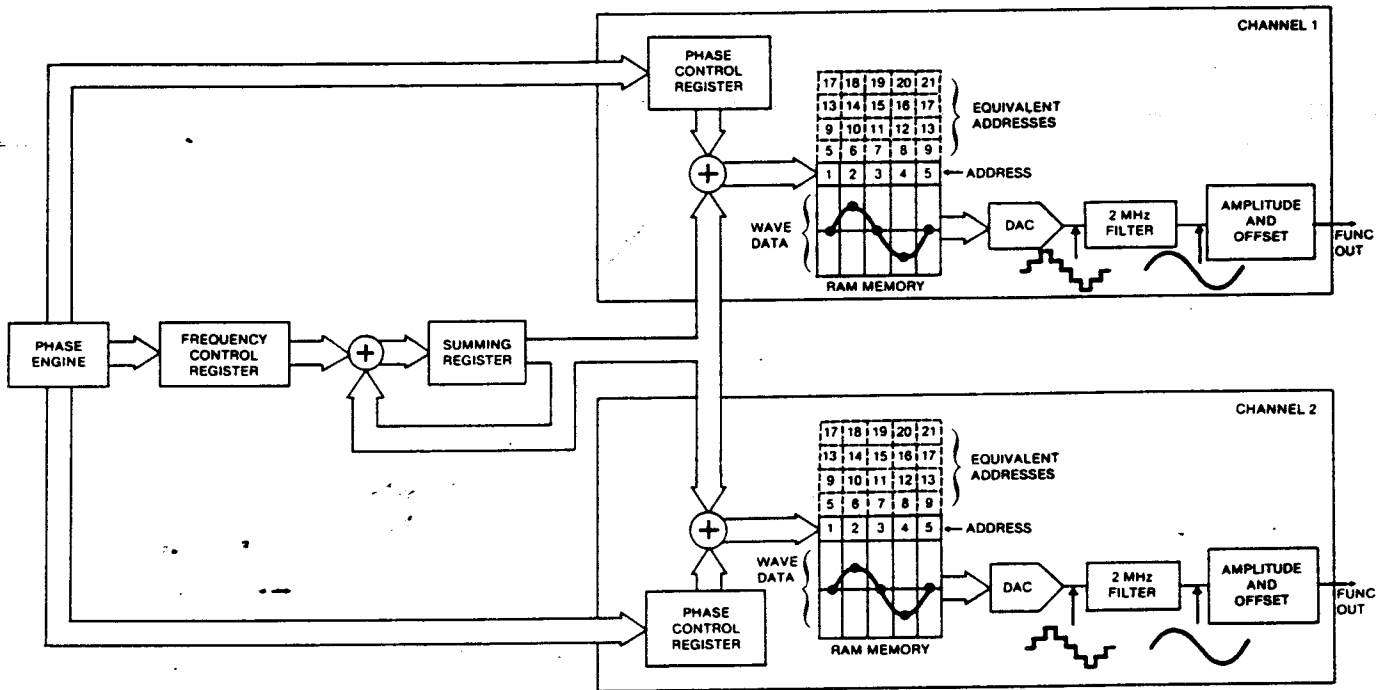 CHANNEL 1
PHASE
CONTROL
REGISTER
17 18 19 20 21
13 14 15 16 17
9 10 11 12 13
5 6 7 8 9
EQUIVALENT
ADDRESSES
+
1 2 3 4 5
ADDRESS
WAVE
DATA
RAM MEMORY
DAC
2 MHz
FILTER
AMPLITUDE
AND
OFFSET
FUNC
OUT
PHASE
ENGINE
FREQUENCY
CONTROL
REGISTER
+
SUMMING
REGISTER
CHANNEL 2
17 18 19 20 21
13 14 15 16 17
9 10 11 12 13
5 6 7 8 9
EQUIVALENT
ADDRESSES
+
1 2 3 4 5
ADDRESS
WAVE
DATA
RAM MEMORY
PHASE
CONTROL
REGISTER
DAC
2 MHz
FILTER
AMPLITUDE
AND
OFFSET
FUNC
OUT